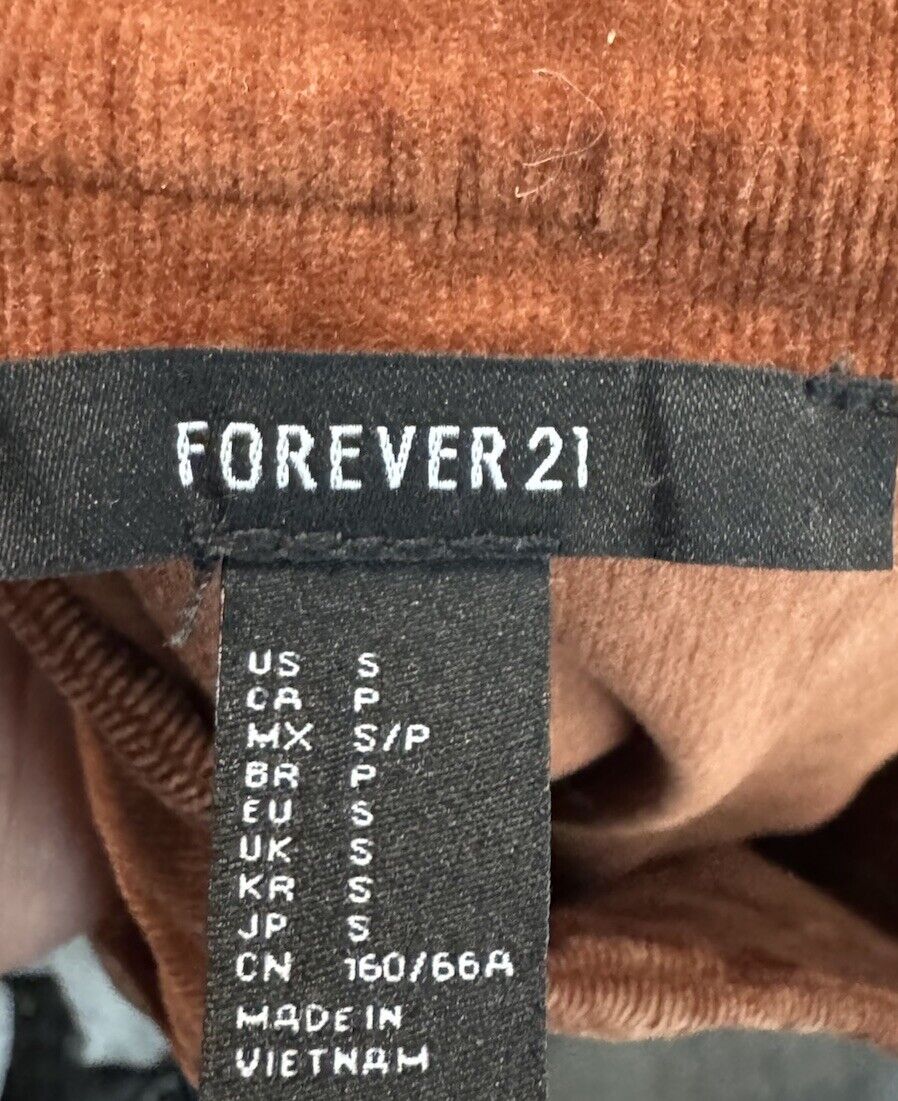 FOREVER 21
US S
CA P
MX S/P
BR P
EU S
UK S
KR S
JP S
CN 160/66A
MADE IN
VIETNAM